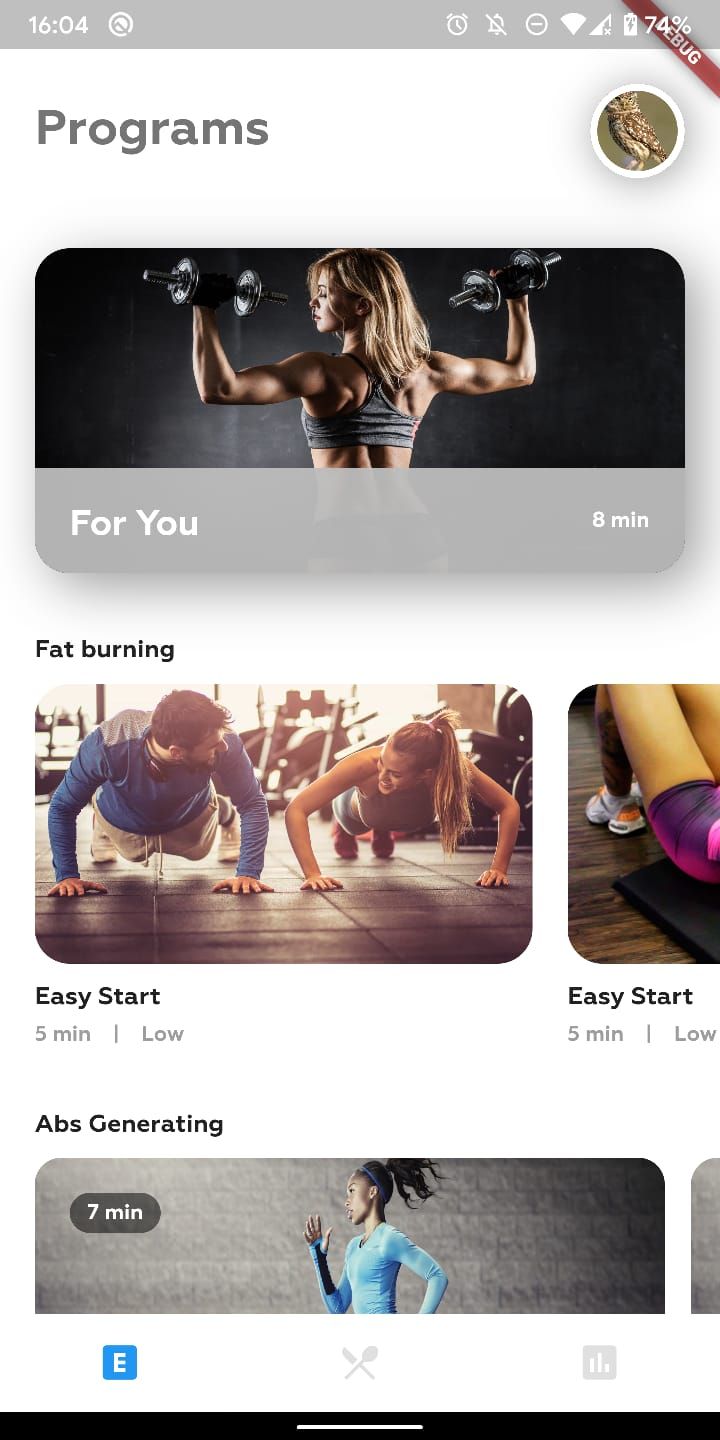 16:04
74%
DEBUG
Programs
For You
8 min
Fat burning
Easy Start
5 min | Low
Easy Start
5 min | Low
Abs Generating
7 min
E